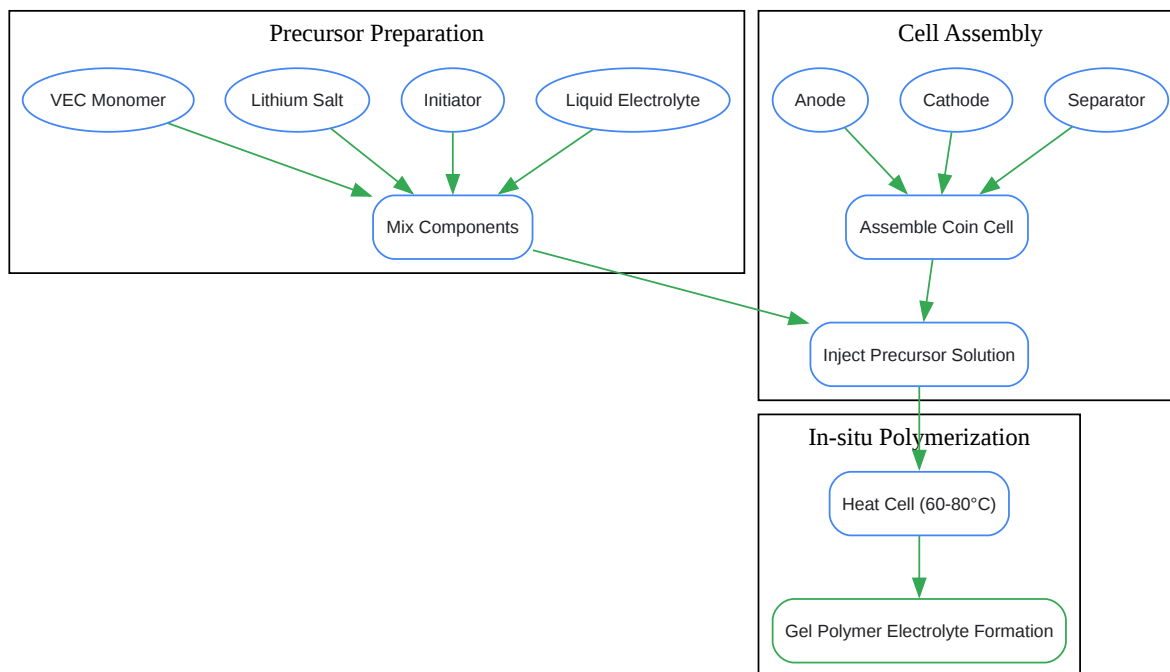 Precursor Preparation
VEC Monomer
Lithium Salt
Initiator
Liquid Electrolyte
Mix Components
Cell Assembly
Anode
Cathode
Separator
Assemble Coin Cell
Inject Precursor Solution
In-situ Polymerization
Heat Cell (60-80°C)
Gel Polymer Electrolyte Formation